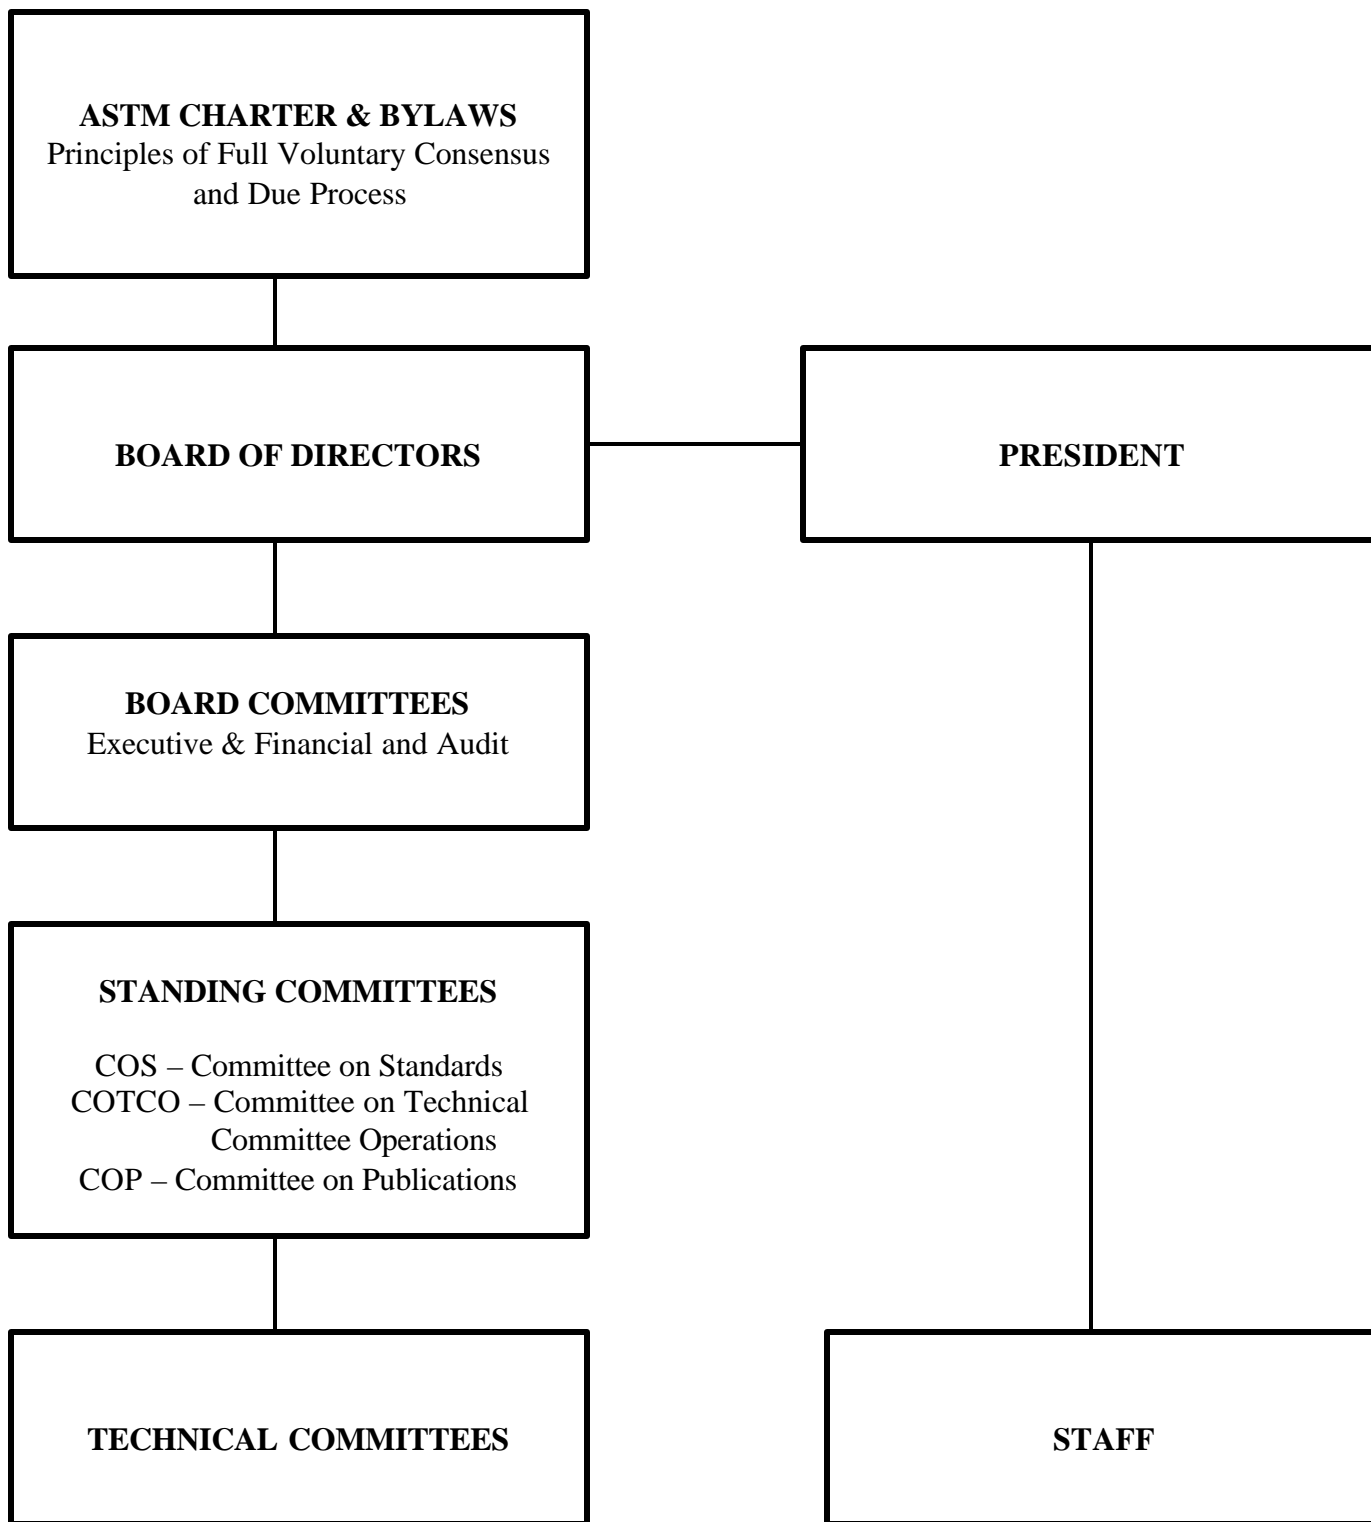 ASTM CHARTER & BYLAWS
Principles of Full Voluntary Consensus
and Due Process
BOARD OF DIRECTORS
PRESIDENT
BOARD COMMITTEES
Executive & Financial and Audit
STANDING COMMITTEES
COS – Committee on Standards
COTCO – Committee on Technical
Committee Operations
COP – Committee on Publications
TECHNICAL COMMITTEES
STAFF